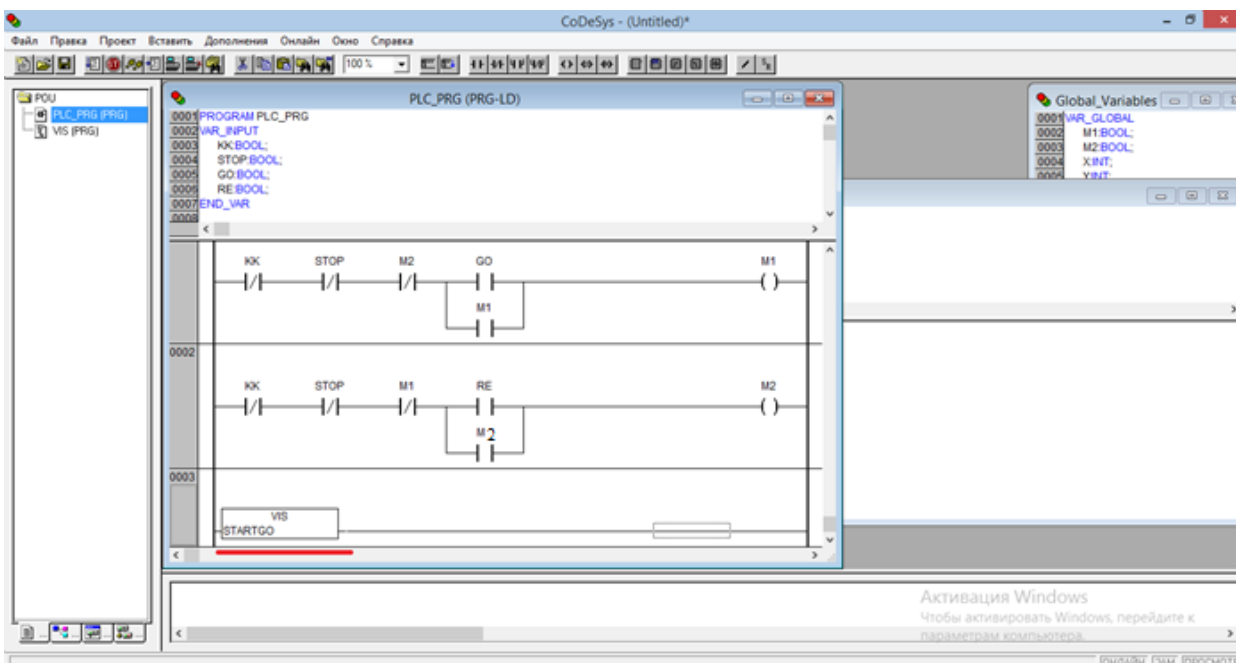 CoDeSys - (Untitled)*
Файл Правка Проект Вставить Дополнения Онлайн Окно Справка
100 %
POU
PLC_PRG (PRG)
VIS (PRG)
PLC_PRG (PRG-LD)
0001 PROGRAM PLC_PRG
0002 VAR_INPUT
0003 KK:BOOL;
0004 STOP:BOOL;
0005 GO:BOOL;
0006 RE:BOOL;
0007 END_VAR
0008
Global_Variables
0001 VAR_GLOBAL
0002 M1:BOOL;
0003 M2:BOOL;
0004 X:INT;
0005 Y:INT;
KK STOP M2 GO M1
M1
0002
KK STOP M1 RE M2
M2
0003
VIS
STARTGO
Активация Windows
Чтобы активировать Windows, перейдите к
параметрам компьютера.
ОНЛАЙН ЗАМ ПРОСМОТР